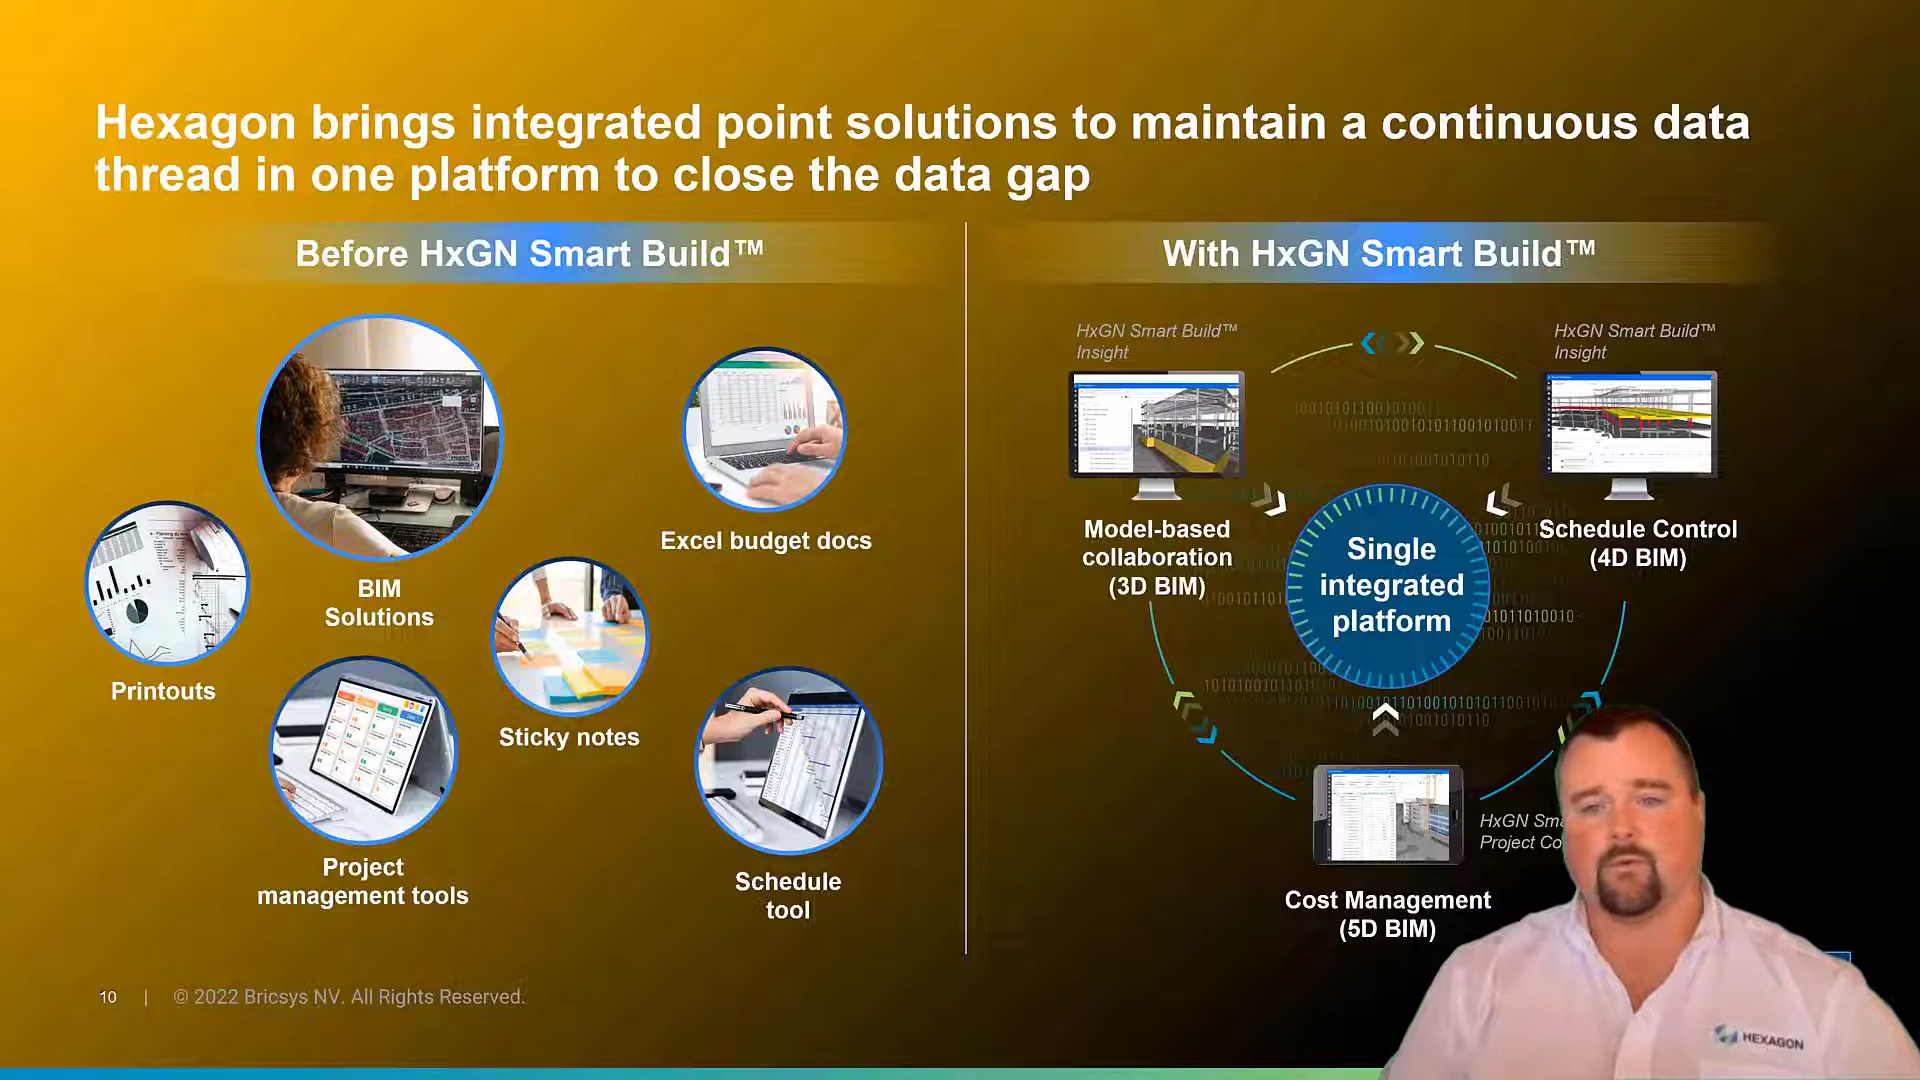 Hexagon brings integrated point solutions to maintain a continuous data
thread in one platform to close the data gap
Before HxGN Smart Build™
BIM
Solutions
Excel budget docs
Printouts
Sticky notes
Project
management tools
Schedule
tool
With HxGN Smart Build™
HxGN Smart Build™
Insight
HxGN Smart Build™
Insight
Model-based
collaboration
(3D BIM)
Schedule Control
(4D BIM)
Single
integrated
platform
HxGN
Project
Cost Management
(5D BIM)
10 | © 2022 Bricsys NV. All Rights Reserved.
HEXAGON